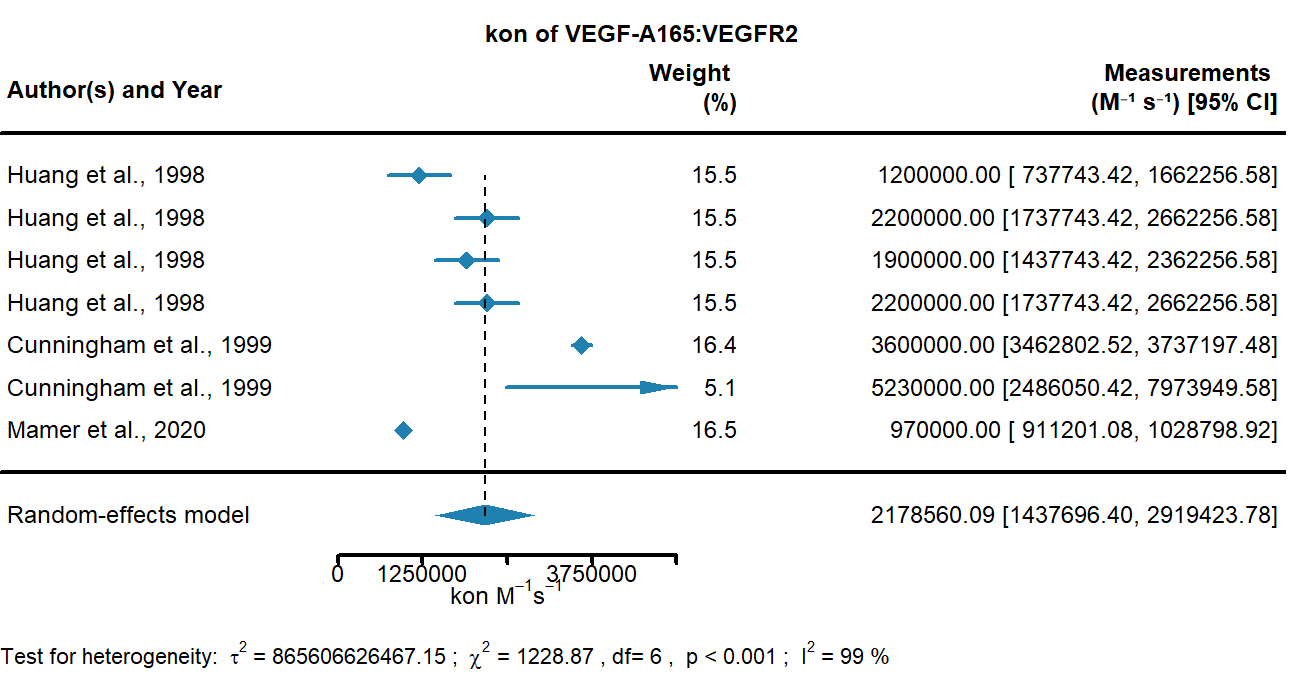 kon of VEGF-A165:VEGFR2
Author(s) and Year Weight (%) Measurements (M⁻¹ s⁻¹) [95% CI]
Huang et al., 1998 15.5 1200000.00 [ 737743.42, 1662256.58]
Huang et al., 1998 15.5 2200000.00 [1737743.42, 2662256.58]
Huang et al., 1998 15.5 1900000.00 [1437743.42, 2362256.58]
Huang et al., 1998 15.5 2200000.00 [1737743.42, 2662256.58]
Cunningham et al., 1999 16.4 3600000.00 [3462802.52, 3737197.48]
Cunningham et al., 1999 5.1 5230000.00 [2486050.42, 7973949.58]
Mamer et al., 2020 16.5 970000.00 [ 911201.08, 1028798.92]
Random-effects model 2178560.09 [1437696.40, 2919423.78]
0 1250000 3750000
kon M⁻¹s⁻¹
Test for heterogeneity: τ² = 865606626467.15 ; χ² = 1228.87 , df= 6 , p < 0.001 ; I² = 99 %